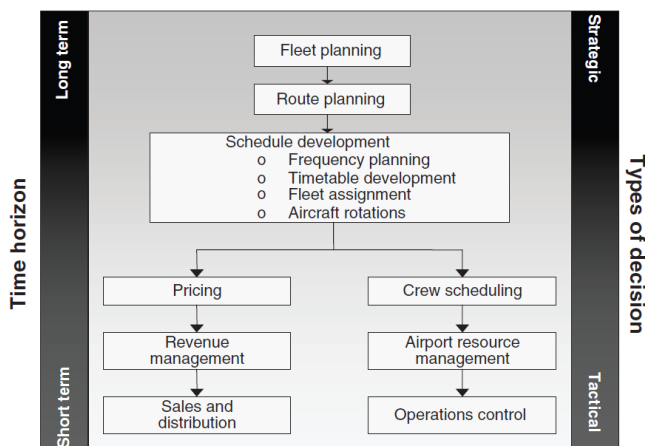 Long term
Strategic
Fleet planning
Route planning
Schedule development
o Frequency planning
o Timetable development
o Fleet assignment
o Aircraft rotations
Time horizon
Types of decision
Pricing
Crew scheduling
Revenue
management
Airport resource
management
Sales and
distribution
Operations control
Short term
Tactical